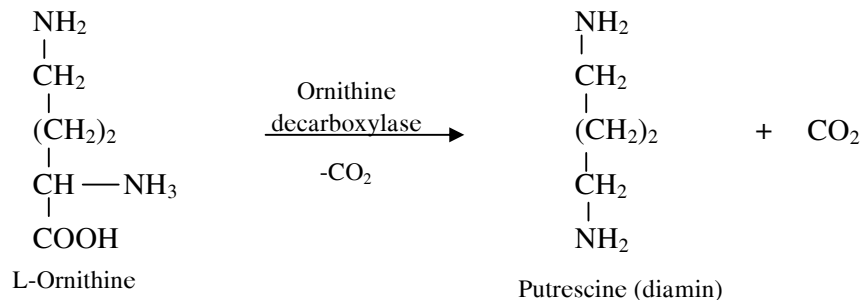 NH₂
CH₂
(CH₂)₂
CH — NH₃
COOH
L-Ornithine
Ornithine
decarboxylase
-CO₂
NH₂
CH₂
(CH₂)₂
CH₂
NH₂
Putrescine (diamin)
+ CO₂